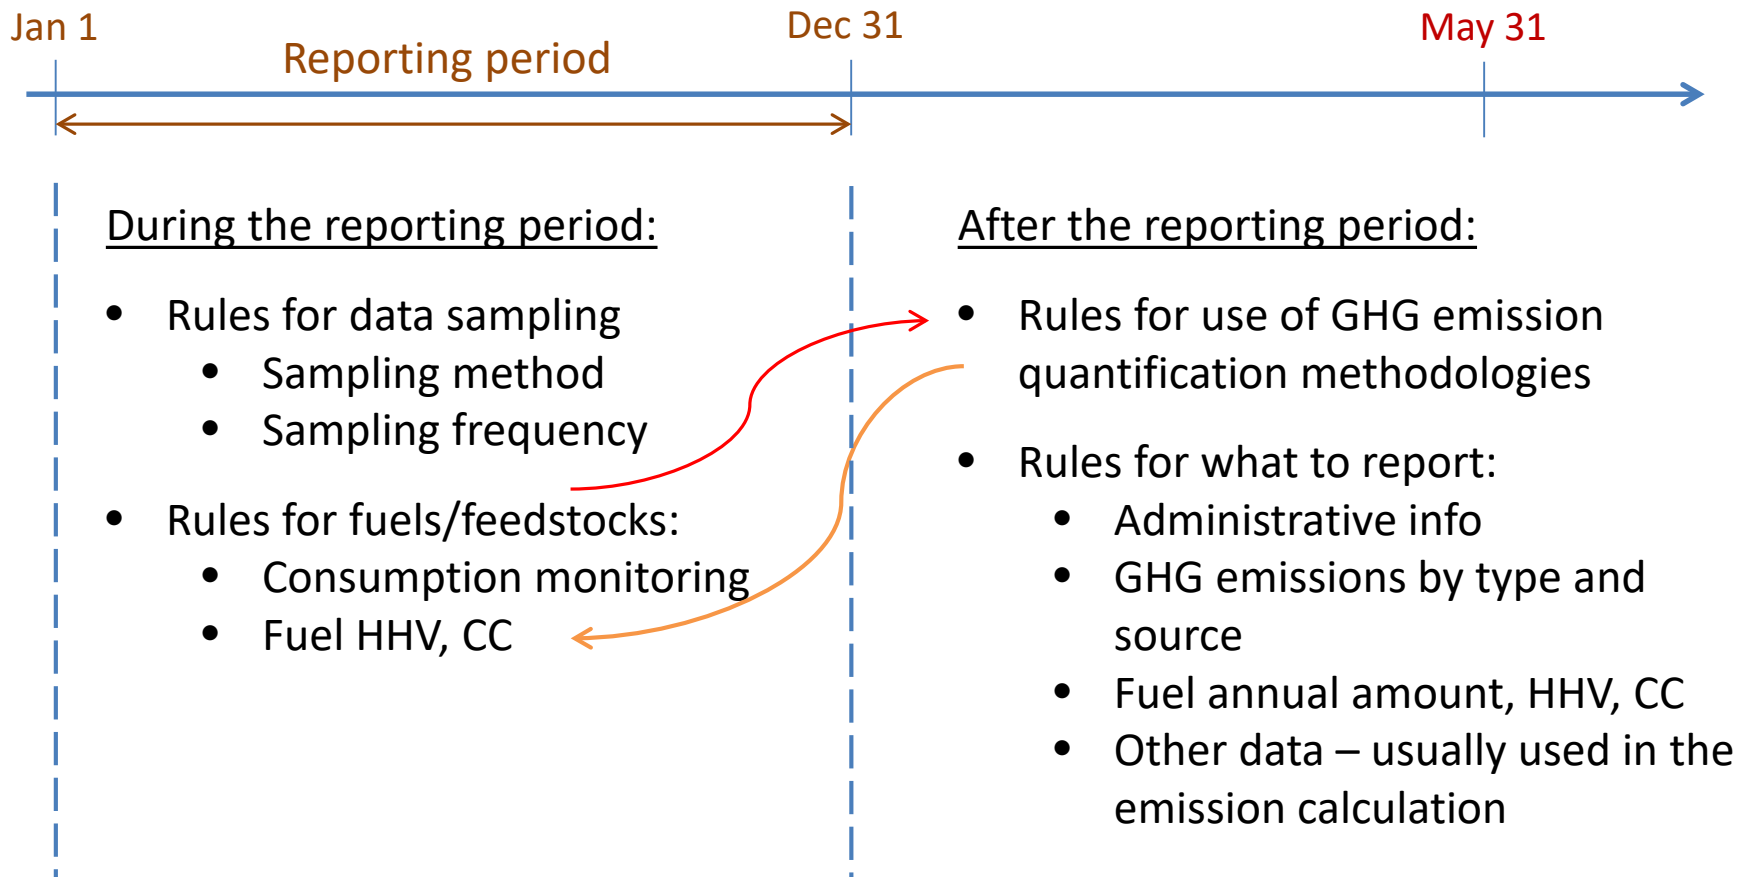 Jan 1
Dec 31
May 31
Reporting period
During the reporting period:
• Rules for data sampling
• Sampling method
• Sampling frequency
• Rules for fuels/feedstocks:
• Consumption monitoring
• Fuel HHV, CC
After the reporting period:
• Rules for use of GHG emission
quantification methodologies
• Rules for what to report:
• Administrative info
• GHG emissions by type and
source
• Fuel annual amount, HHV, CC
• Other data – usually used in the
emission calculation